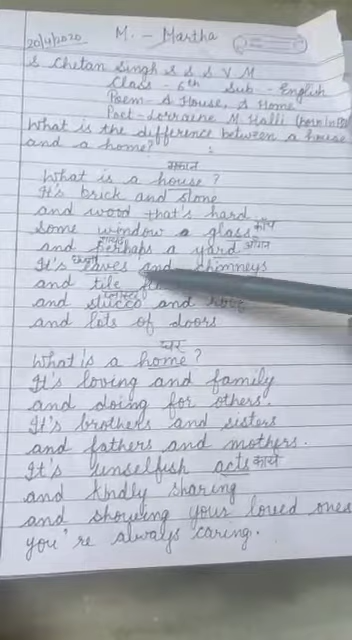 20/4/2020 M. - Martha
S Chetan Singh S S S V M
Class - 6th Sub - English
Poem - A House, A Home
Poet - Lorraine M. Halli
What is the difference between a house
and a home?
मकान
What is a house?
It's brick and stone
and wood that's hard
Some window a glass काँच
शायद
and perhaps a yard आँगन
छज्जा
It's eaves and chimneys
and tile
प्लास्टर
and stucco and roof
and lots of doors
घर
What is a home?
It's loving and family
and doing for others.
It's brothers and sisters
and fathers and mothers.
It's unselfish acts कार्य
and kindly sharing
and showing your loved ones
you're always caring.